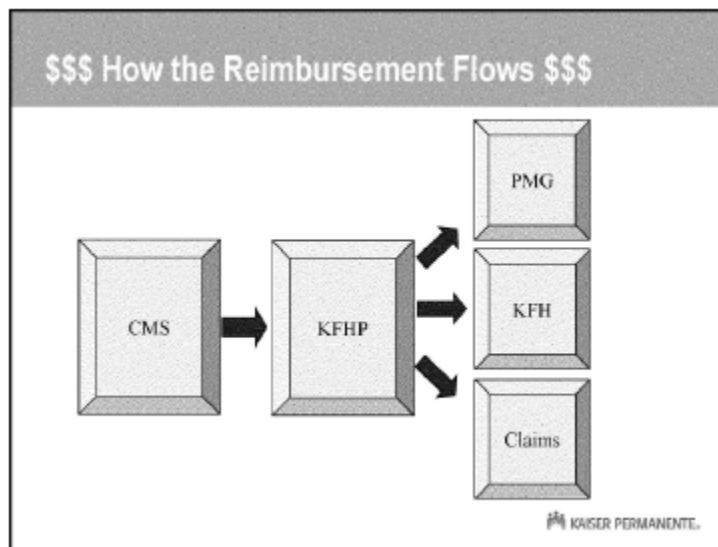 $$$ How the Reimbursement Flows $$$
PMG
CMS
KFHP
KFH
Claims
KAISER PERMANENTE®